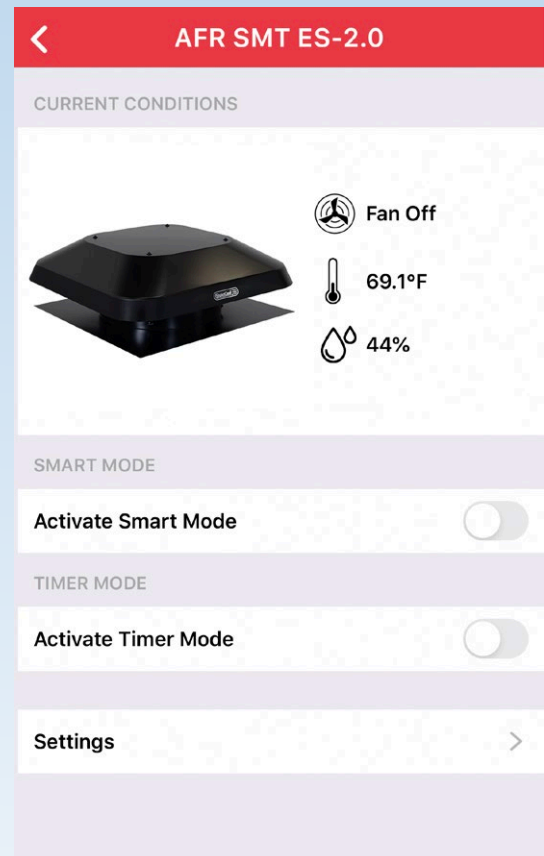 AFR SMT ES-2.0
CURRENT CONDITIONS
Fan Off
69.1°F
44%
SMART MODE
Activate Smart Mode
TIMER MODE
Activate Timer Mode
Settings